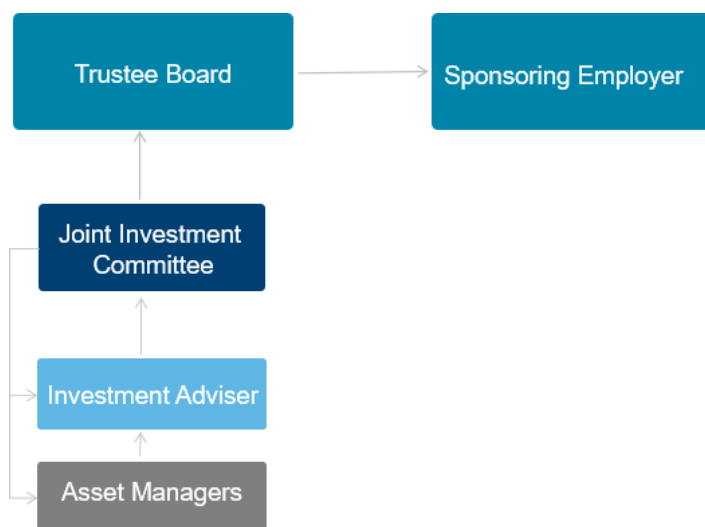 Trustee Board
Sponsoring Employer
Joint Investment
Committee
Investment Adviser
Asset Managers